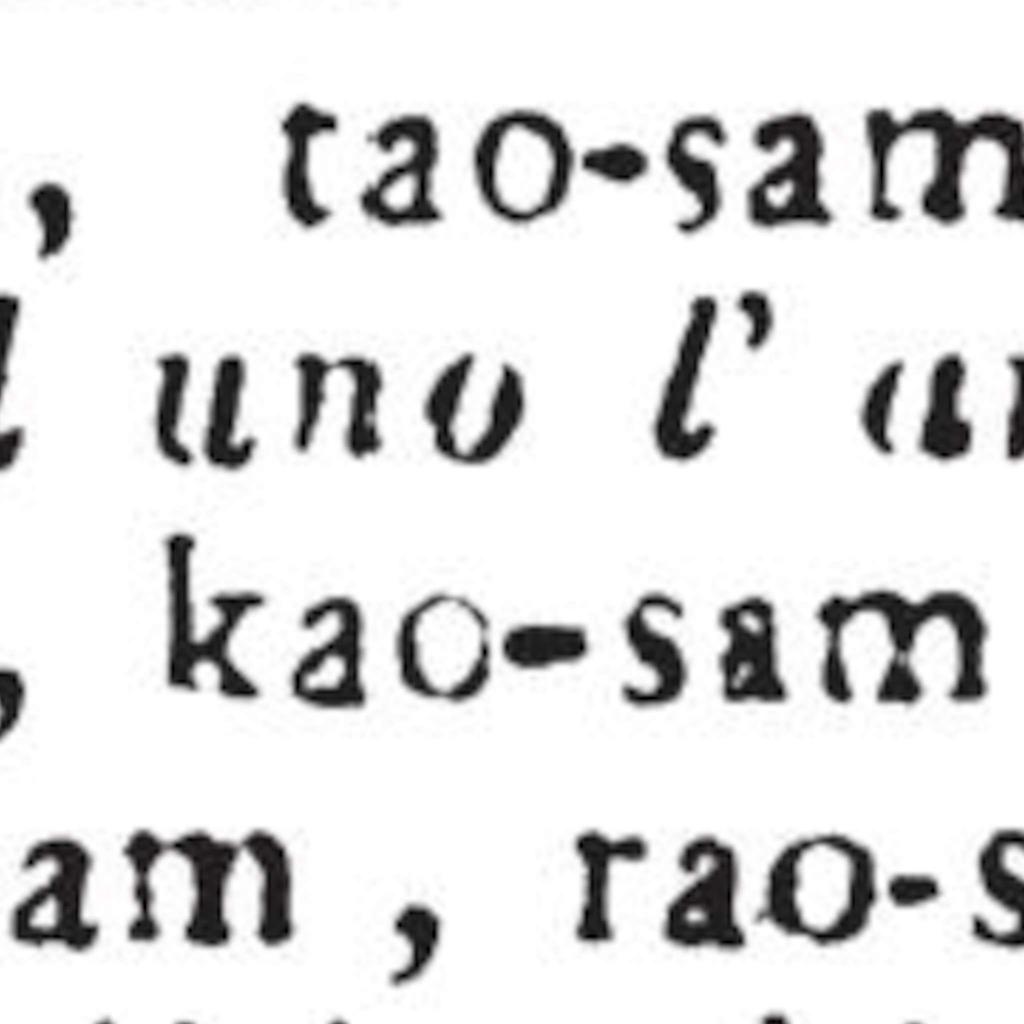 , tao-sam
uno l'
, kao-sam
am , rao-s